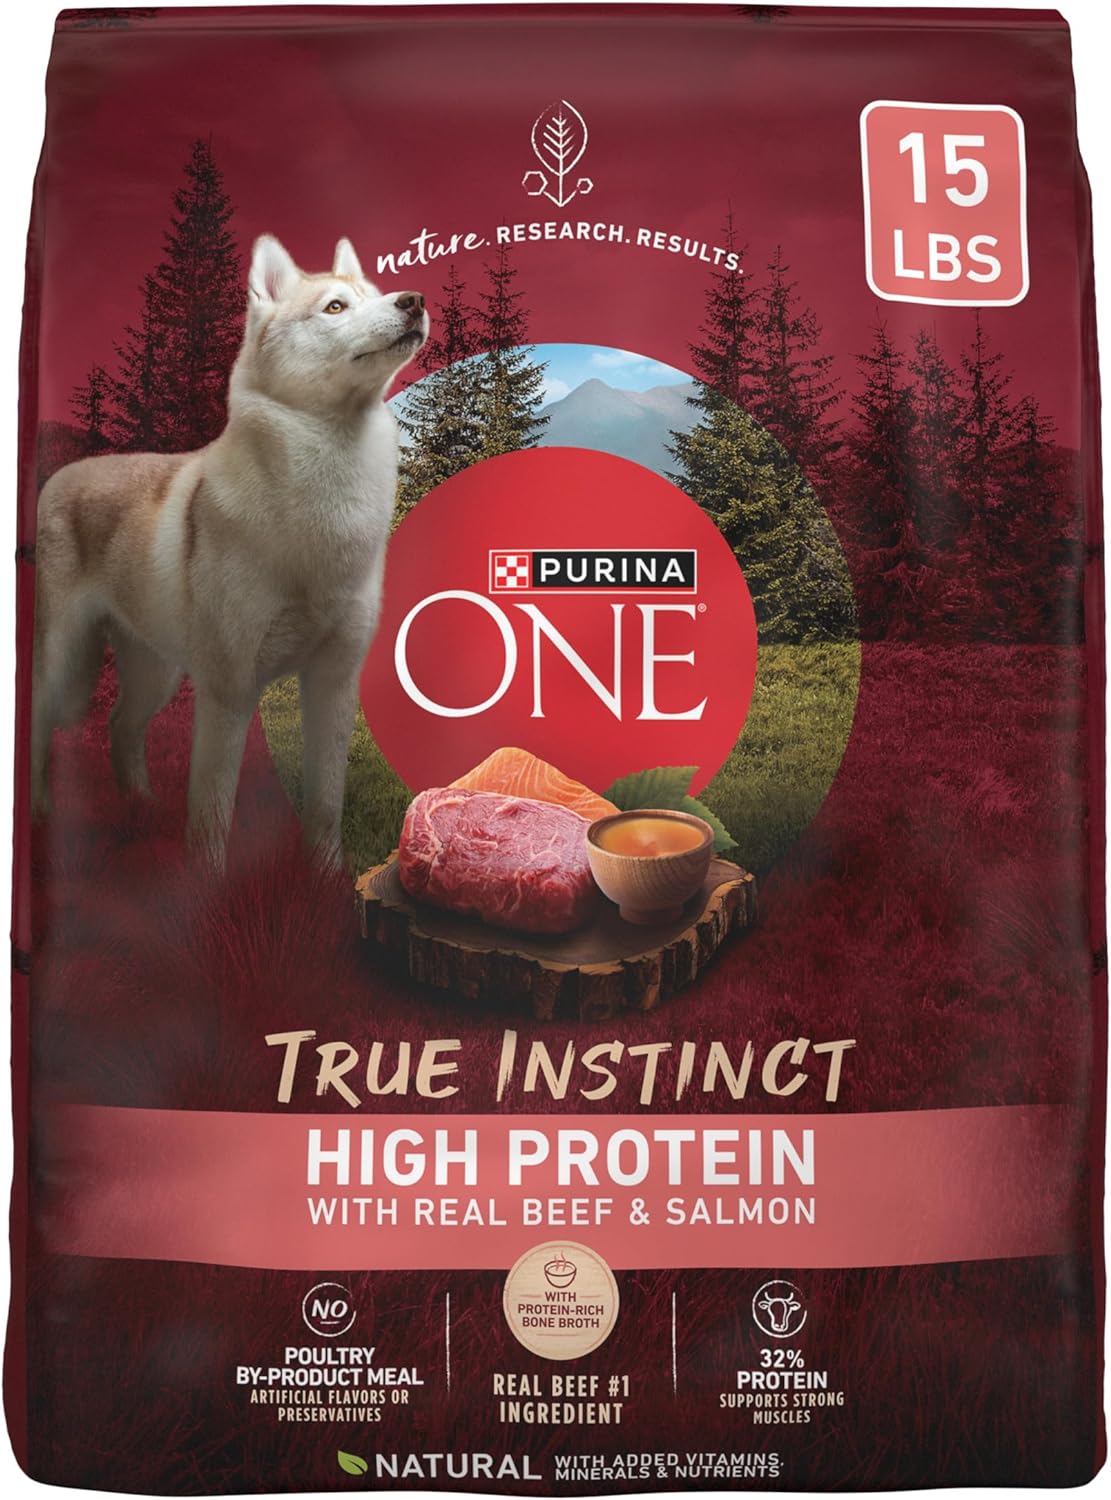 15
LBS
nature. RESEARCH. RESULTS.
PURINA
ONE®
TRUE INSTINCT
HIGH PROTEIN
WITH REAL BEEF & SALMON
NO
POULTRY
BY-PRODUCT MEAL
ARTIFICIAL FLAVORS OR
PRESERVATIVES
WITH
PROTEIN-RICH
BONE BROTH
REAL BEEF #1
INGREDIENT
32%
PROTEIN
SUPPORTS STRONG
MUSCLES
NATURAL WITH ADDED VITAMINS,
MINERALS & NUTRIENTS